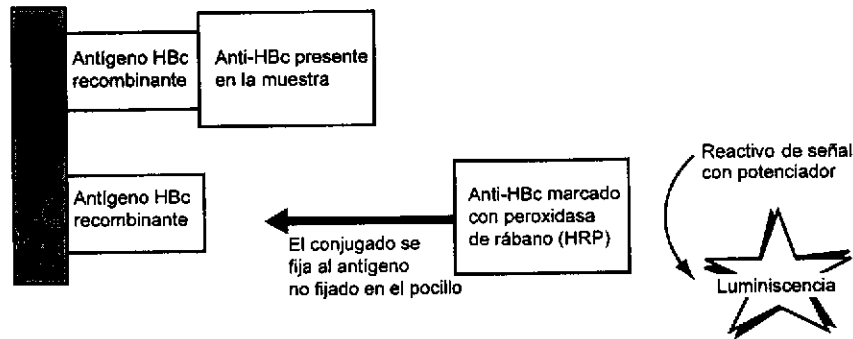 Antígeno HBc
recombinante
Anti-HBc presente
en la muestra
Antígeno HBc
recombinante
El conjugado se
fija al antígeno
no fijado en el pocillo
Anti-HBc marcado
con peroxidasa
de rábano (HRP)
Reactivo de señal
con potenciador
Luminiscencia